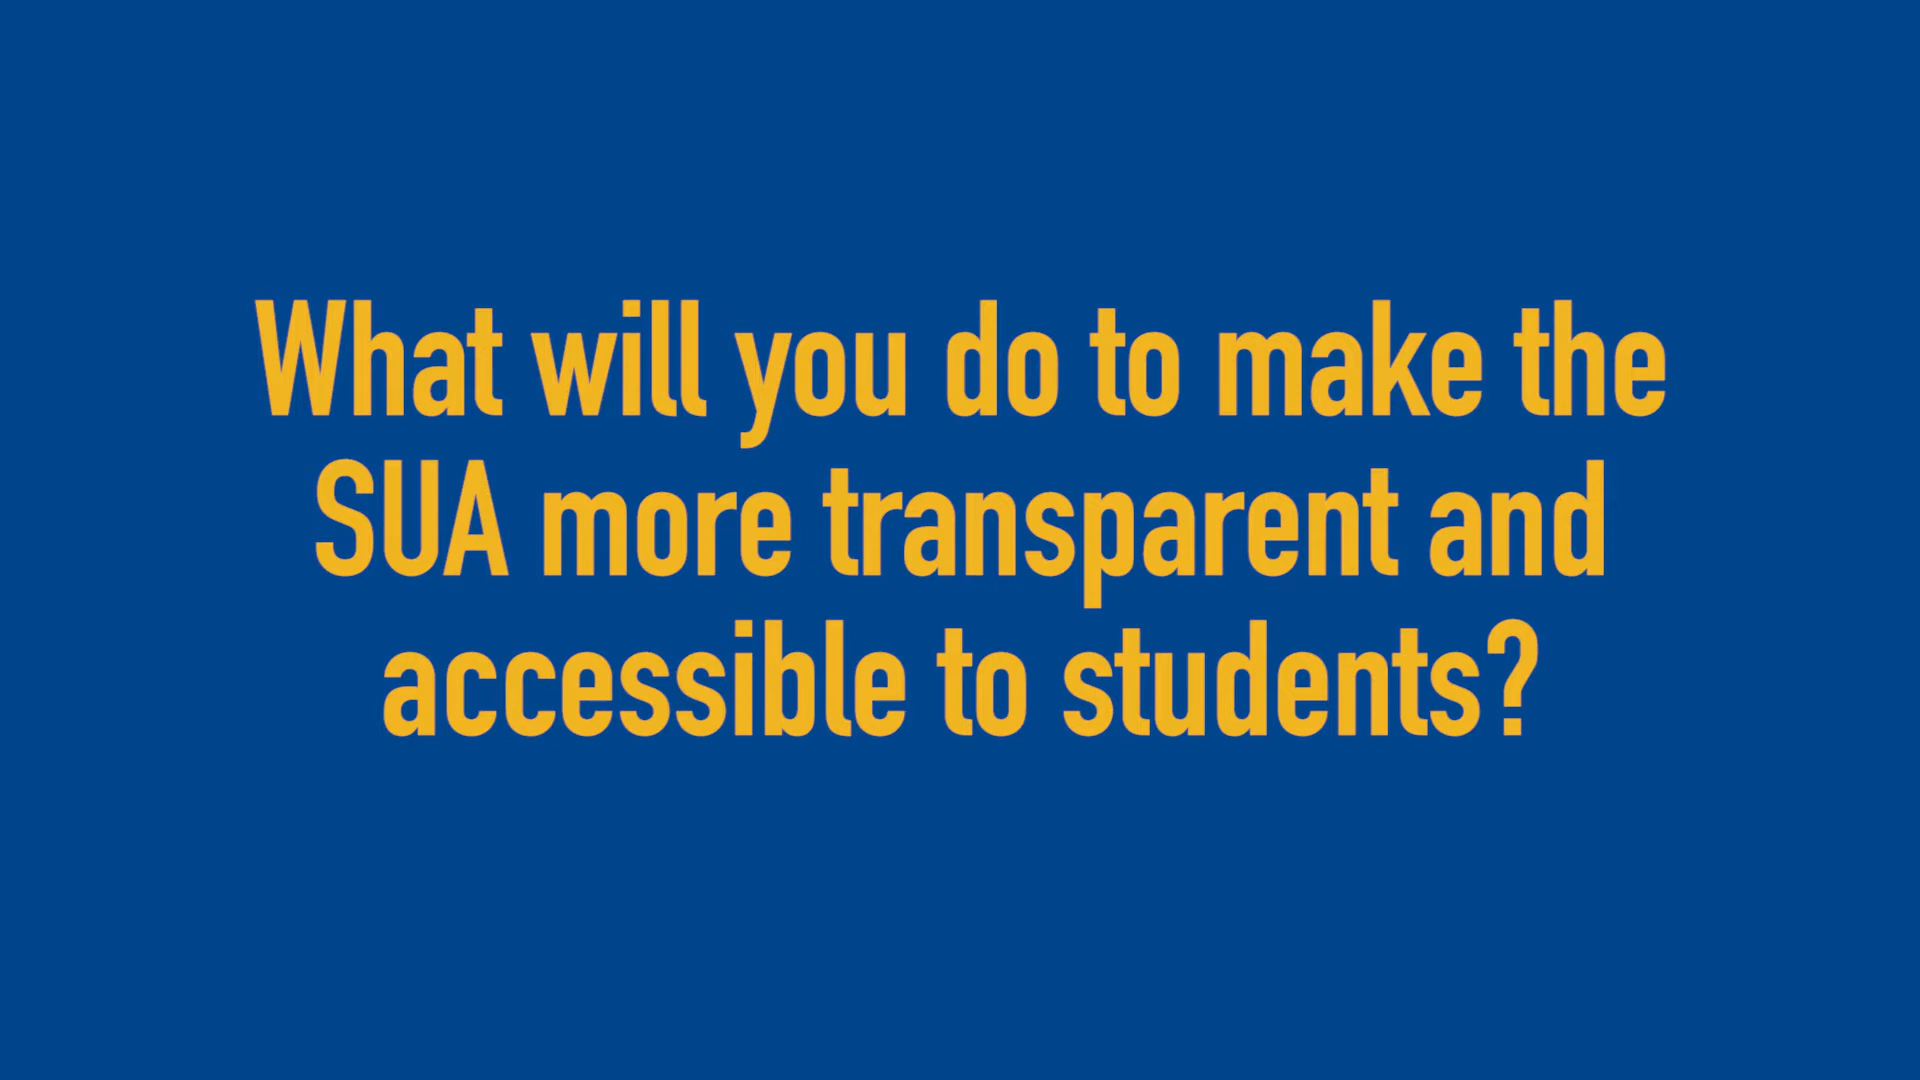 What will you do to make the
SUA more transparent and
accessible to students?